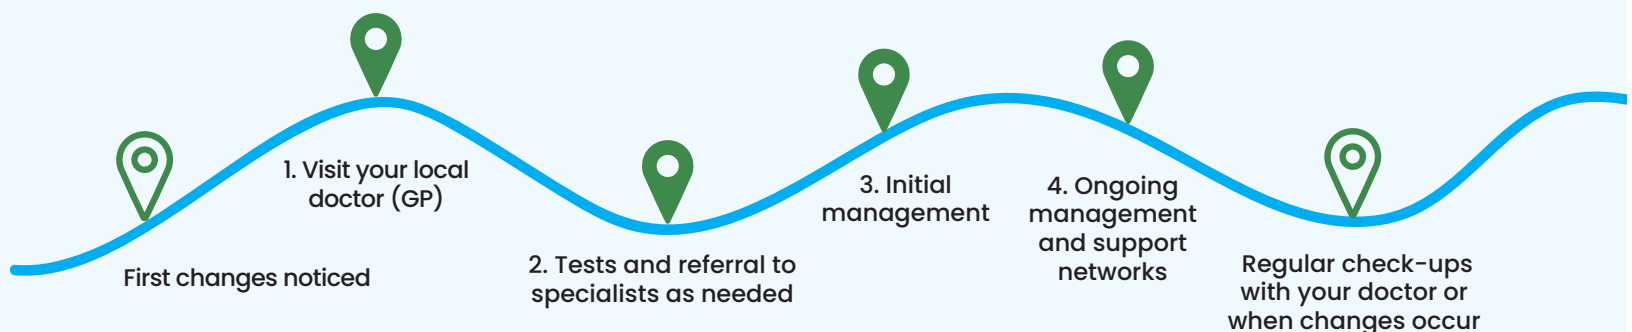 First changes noticed
1. Visit your local
doctor (GP)
2. Tests and referral to
specialists as needed
3. Initial
management
4. Ongoing
management
and support
networks
Regular check-ups
with your doctor or
when changes occur